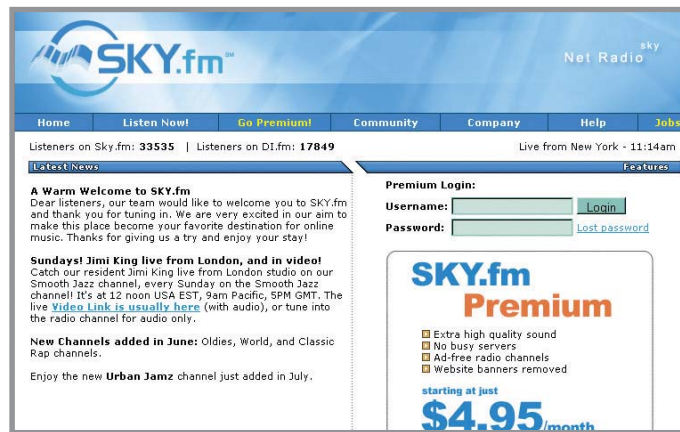 SKY.fm℠
sky
Net Radio
Home Listen Now! Go Premium! Community Company Help Jobs
Listeners on Sky.fm: 33535 | Listeners on DI.fm: 17849
Live from New York - 11:14am
Latest News
Features
A Warm Welcome to SKY.fm
Dear listeners, our team would like to welcome you to SKY.fm
and thank you for tuning in. We are very excited in our aim to
make this place become your favorite destination for online
music. Thanks for giving us a try and enjoy your stay!
Sundays! Jimi King live from London, and in video!
Catch our resident Jimi King live from London studio on our
Smooth Jazz channel, every Sunday on the Smooth Jazz
channel! It's at 12 noon USA EST, 9am Pacific, 5PM GMT. The
live Video Link is usually here (with audio), or tune into
the radio channel for audio only.
New Channels added in June: Oldies, World, and Classic
Rap channels.
Enjoy the new Urban Jamz channel just added in July.
Premium Login:
Username: Login
Password: Lost password
SKY.fm
Premium
Extra high quality sound
No busy servers
Ad-free radio channels
Website banners removed
starting at just
$4.95/month